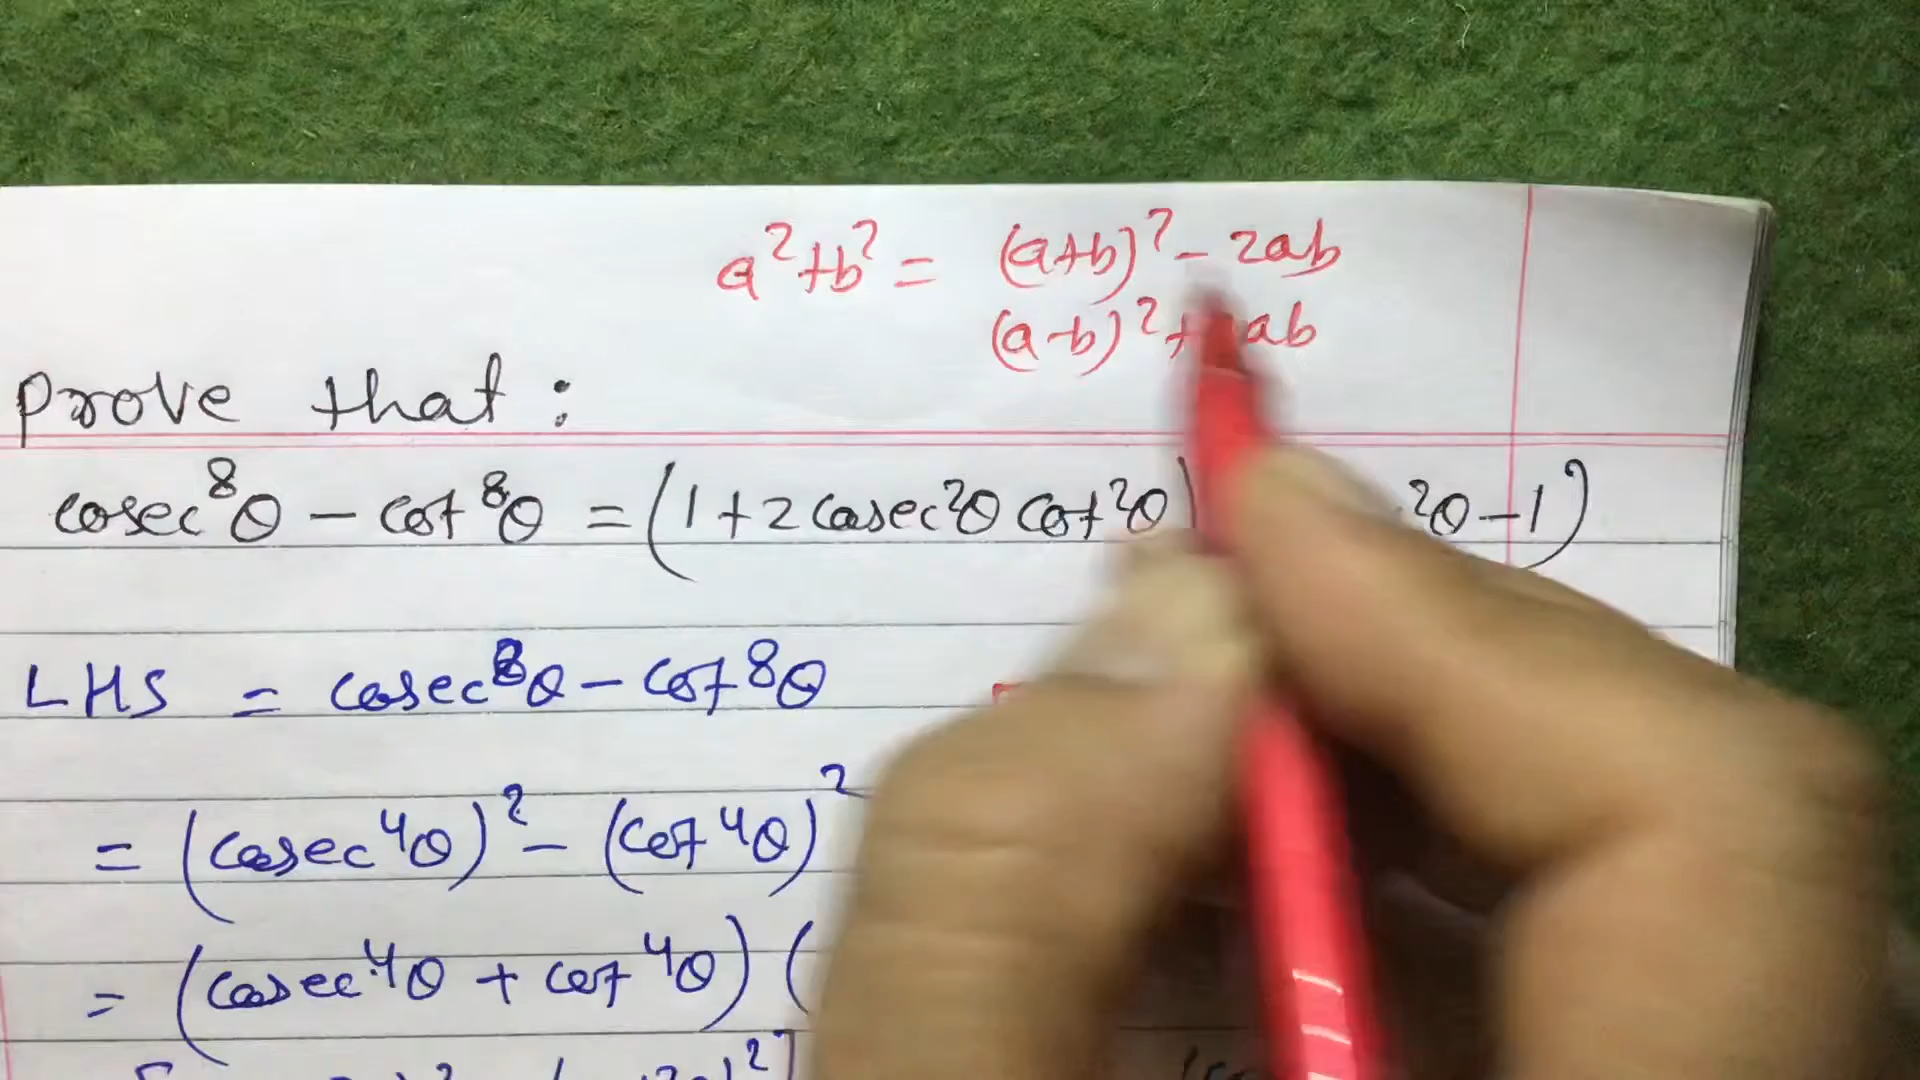 a²+b² = (a+b)² - 2ab
(a-b)² + ab
Prove that :
cosec⁸θ - cot⁸θ = (1+2cosec²θ cot²θ) ²θ-1)
LHS = cosec⁸θ - cot⁸θ
= (cosec⁴θ)² - (cot⁴θ)²
= (cosec⁴θ + cot⁴θ) (